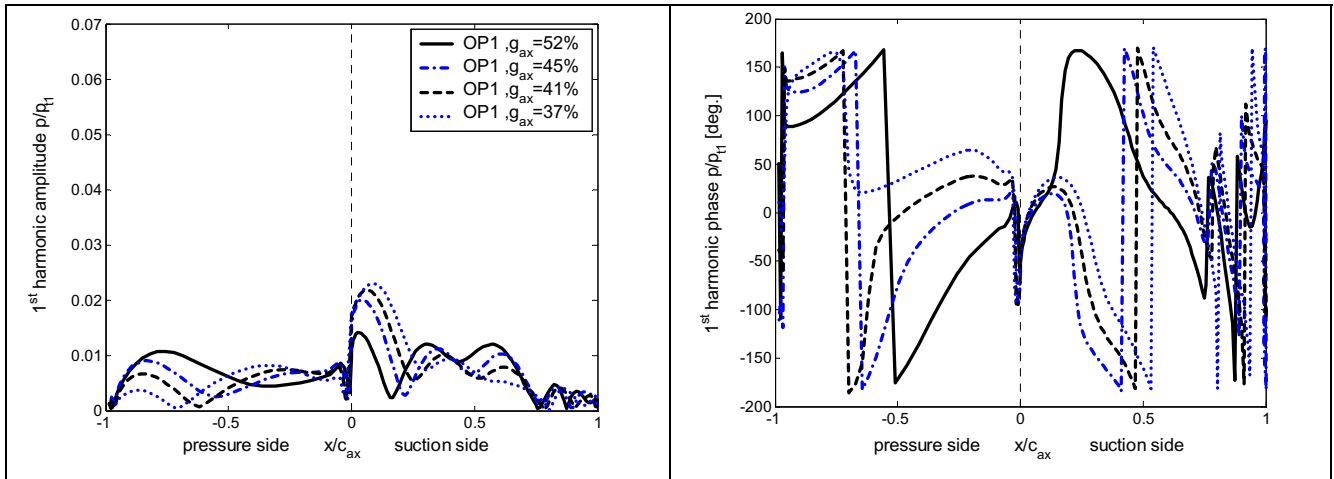 0.07
0.06
0.05
0.04
0.03
0.02
0.01
0
1st harmonic amplitude p/pt1
OP1 ,gax=52%
OP1 ,gax=45%
OP1 ,gax=41%
OP1 ,gax=37%
-1 -0.5 0 0.5 1
pressure side x/cax suction side
200
150
100
50
0
-50
-100
-150
-200
1st harmonic phase p/pt1 [deg.]
-1 -0.5 0 0.5 1
pressure side x/cax suction side